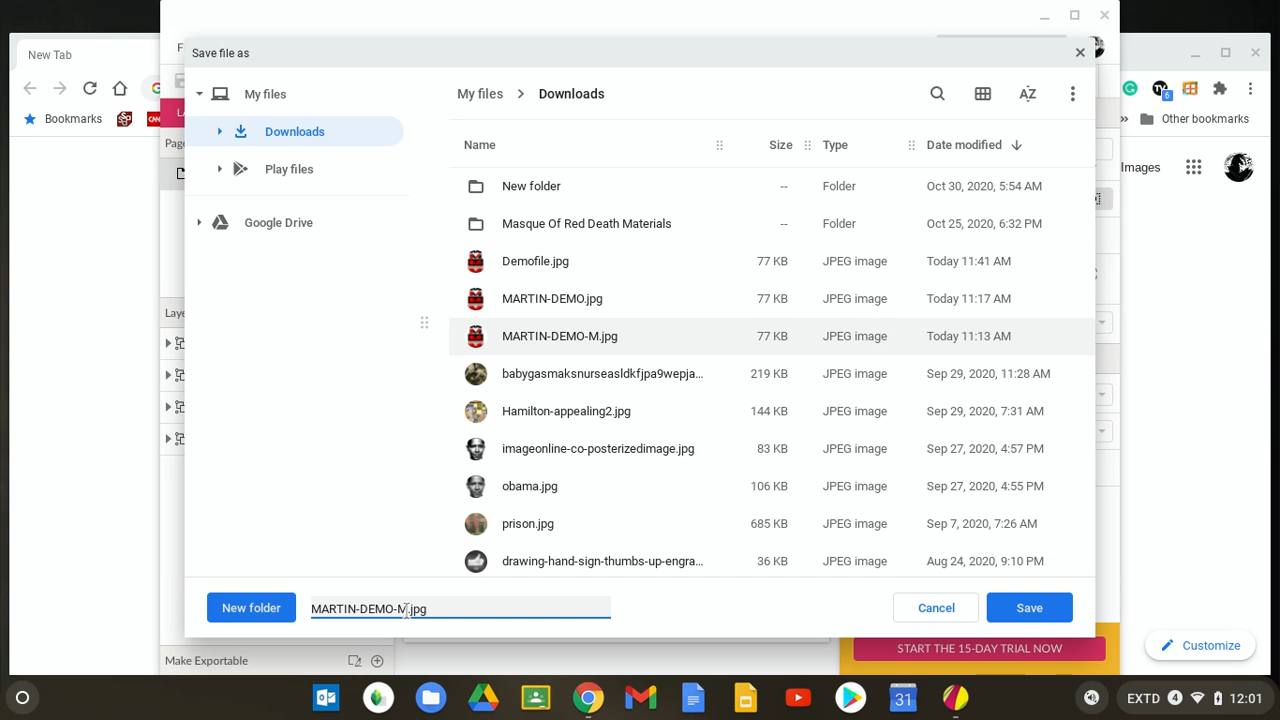 New Tab
Save file as
My files
Downloads
Play files
Google Drive
My files > Downloads
Name Size Type Date modified
New folder -- Folder Oct 30, 2020, 5:54 AM
Masque Of Red Death Materials -- Folder Oct 25, 2020, 6:32 PM
Demofile.jpg 77 KB JPEG image Today 11:41 AM
MARTIN-DEMO.jpg 77 KB JPEG image Today 11:17 AM
MARTIN-DEMO-M.jpg 77 KB JPEG image Today 11:13 AM
babygasmaksnurseasldkfjpa9wepja... 219 KB JPEG image Sep 29, 2020, 11:28 AM
Hamilton-appealing2.jpg 144 KB JPEG image Sep 29, 2020, 7:31 AM
imageonline-co-posterizedimage.jpg 83 KB JPEG image Sep 27, 2020, 4:57 PM
obama.jpg 106 KB JPEG image Sep 27, 2020, 4:55 PM
prison.jpg 685 KB JPEG image Sep 7, 2020, 7:26 AM
drawing-hand-sign-thumbs-up-engra... 36 KB JPEG image Aug 24, 2020, 9:10 PM
New folder
MARTIN-DEMO-M.jpg
Cancel
Save
Bookmarks
Other bookmarks
Images
6
Page
Laye
Make Exportable
START THE 15-DAY TRIAL NOW
Customize
31
EXTD 4 12:01